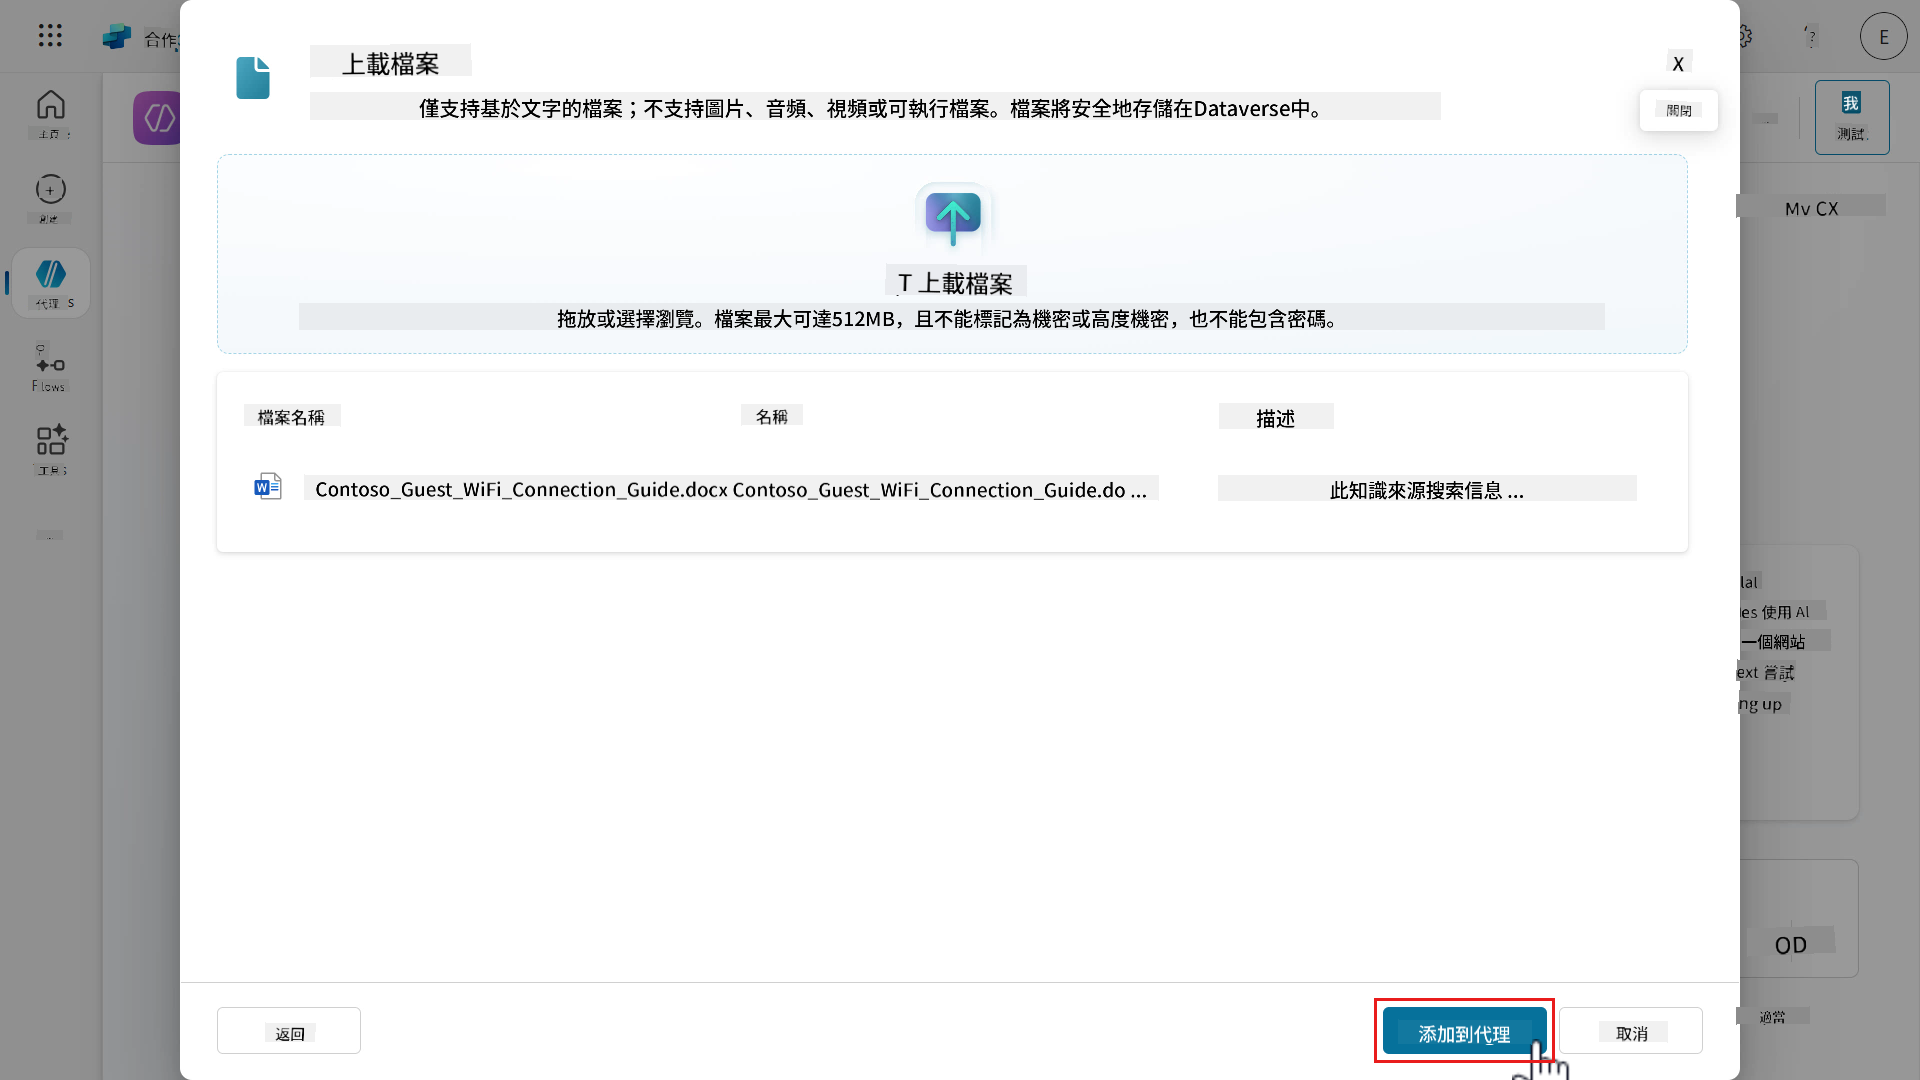 合作
E
上載檔案
X
僅支持基於文字的檔案；不支持圖片、音頻、視頻或可執行檔案。檔案將安全地存儲在Dataverse中。
關閉
我
測試
主頁
創建
代理 S
Flows
工具
T 上載檔案
拖放或選擇瀏覽。檔案最大可達512MB，且不能標記為機密或高度機密，也不能包含密碼。
My CX
檔案名稱
名稱
描述
Contoso_Guest_WiFi_Connection_Guide.docx Contoso_Guest_WiFi_Connection_Guide.do ...
此知識來源搜索信息 ...
lal
es 使用 AI
一個網站
ext 嘗試
ng up
OD
適當
返回
添加到代理
取消